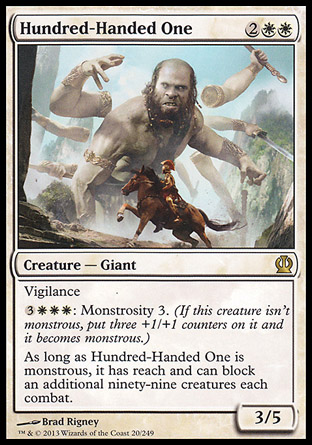 Hundred-Handed One 2
Creature — Giant
Vigilance
3: Monstrosity 3. (If this creature isn't
monstrous, put three +1/+1 counters on it and
it becomes monstrous.)
As long as Hundred-Handed One is
monstrous, it has reach and can block
an additional ninety-nine creatures each
combat.
Brad Rigney
™ & © 2013 Wizards of the Coast 20/249
3/5